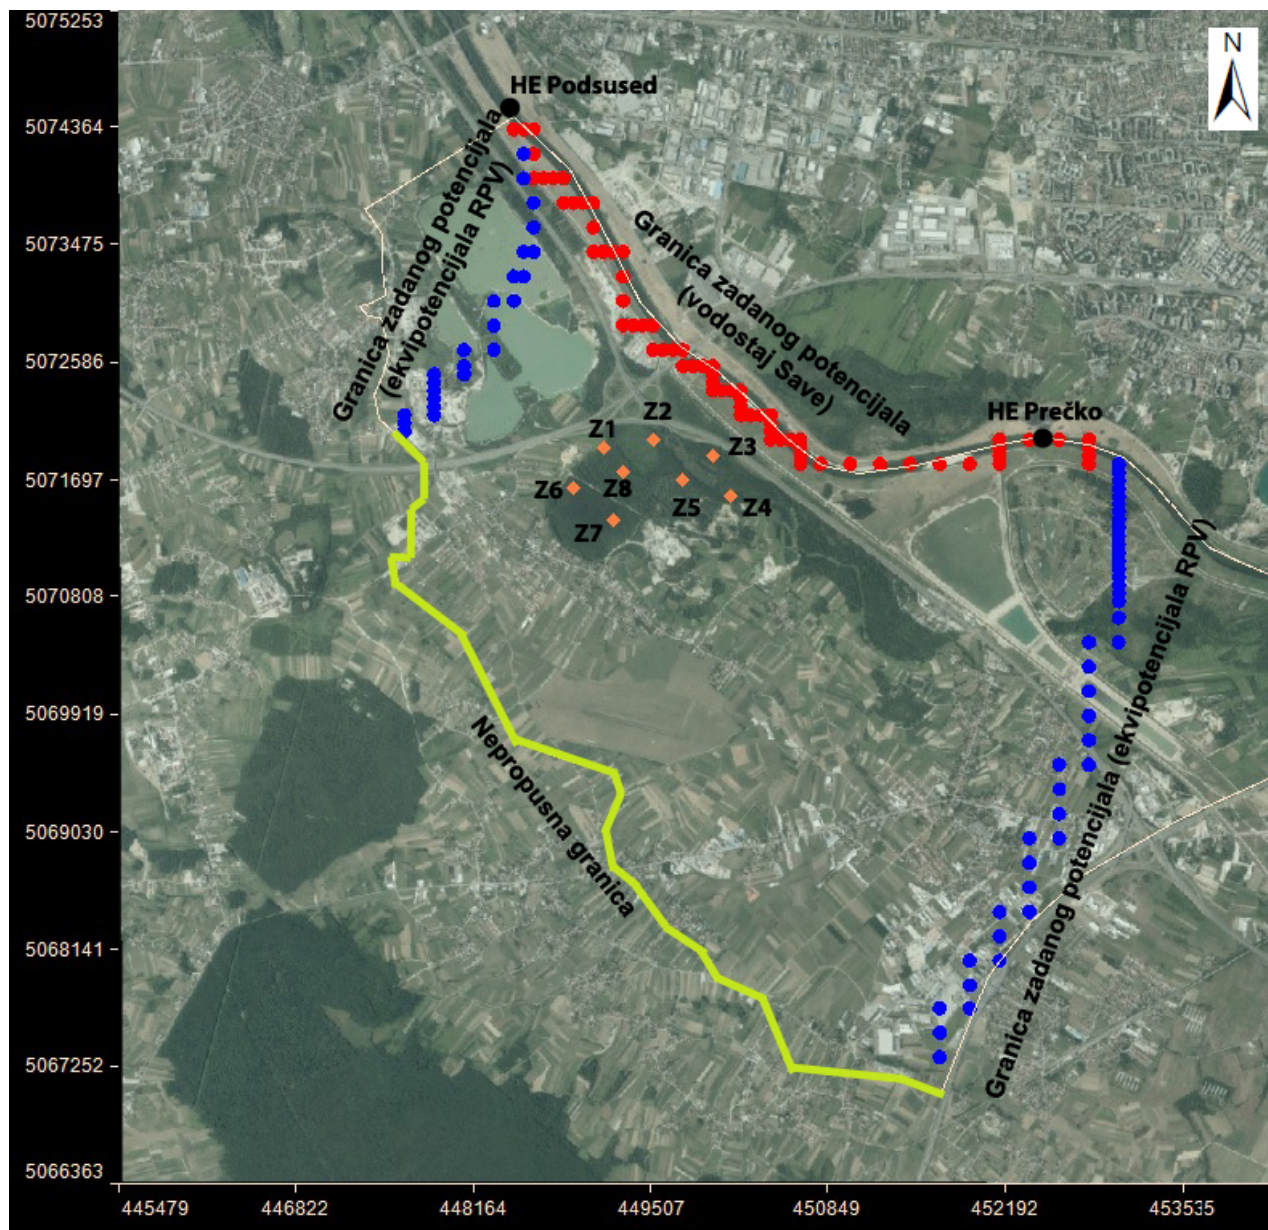 5075253
N
HE Podsused
5074364
Granica zadanog potencijala
(ekvipotencijala RPV)
Granica zadanog potencijala
(vodostaj Save)
5073475
5072586
HE Prečko
Z1
Z2
Z3
Z6
Z8
Z5
Z4
Z7
5071697
5070808
Granica zadanog potencijala (ekvipotencijala RPV)
5069919
Nepropusna granica
5069030
5068141
5067252
5066363
445479
446822
448164
449507
450849
452192
453535